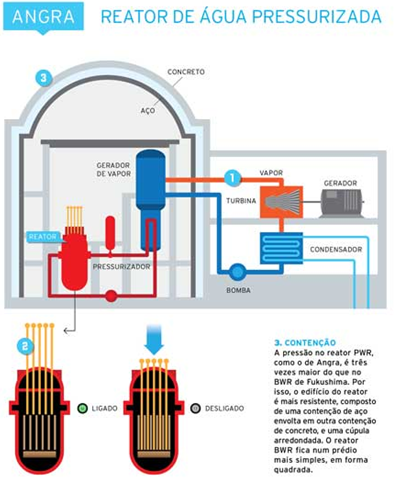 ANGRA REATOR DE ÁGUA PRESSURIZADA
3
CONCRETO
AÇO
GERADOR
DE VAPOR
1
VAPOR
GERADOR
TURBINA
REATOR
PRESSURIZADOR
CONDENSADOR
BOMBA
2
LIGADO
DESLIGADO
3. CONTENÇÃO
A pressão no reator PWR,
como o de Angra, é três
vezes maior do que no
BWR de Fukushima. Por
isso, o edifício do reator
é mais resistente, composto
de uma contenção de aço
envolta em outra contenção
de concreto, e uma cúpula
arredondada. O reator
BWR fica num prédio
mais simples, em forma
quadrada.